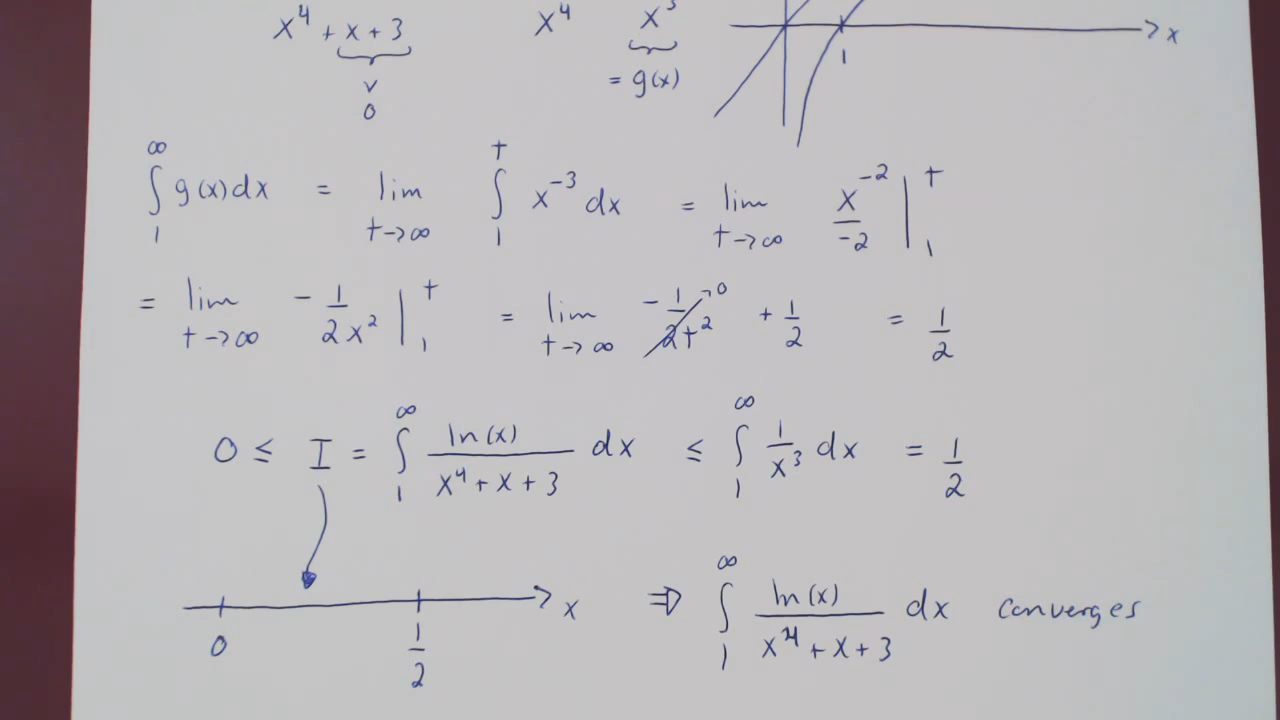 x⁴ + x + 3 x⁴ x³ x
∨ = g(x) 1
0
∫₁^∞ g(x) dx = lim_{t→∞} ∫₁^t x⁻³ dx = lim_{t→∞} x⁻²/-2 |₁^t
= lim_{t→∞} - 1/2x² |₁^t = lim_{t→∞} - 1/2t² →0 + 1/2 = 1/2
0 ≤ I = ∫₁^∞ ln(x)/x⁴ + x + 3 dx ≤ ∫₁^∞ 1/x³ dx = 1/2
0 1/2 x ⇒ ∫₁^∞ ln(x)/x⁴ + x + 3 dx converges